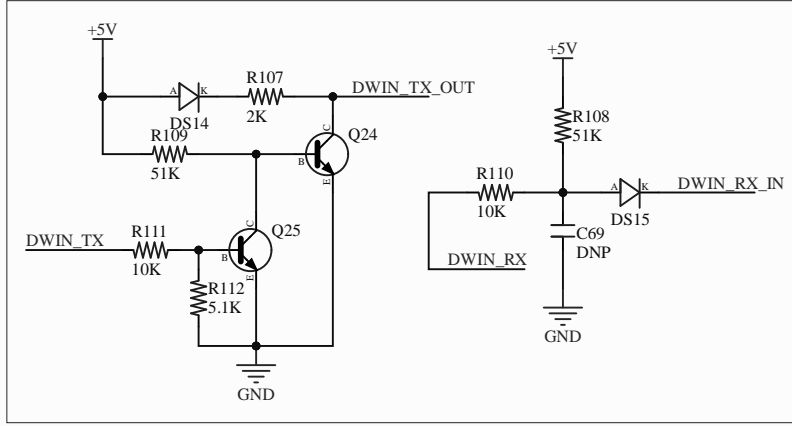 +5V
A
K
R107
2K
DWIN_TX_OUT
DS14
R109
51K
C
B
E
Q24
DWIN_TX
R111
10K
C
B
E
Q25
R112
5.1K
GND
+5V
R108
51K
R110
10K
A
K
DWIN_RX_IN
DS15
C69
DNP
DWIN_RX
GND